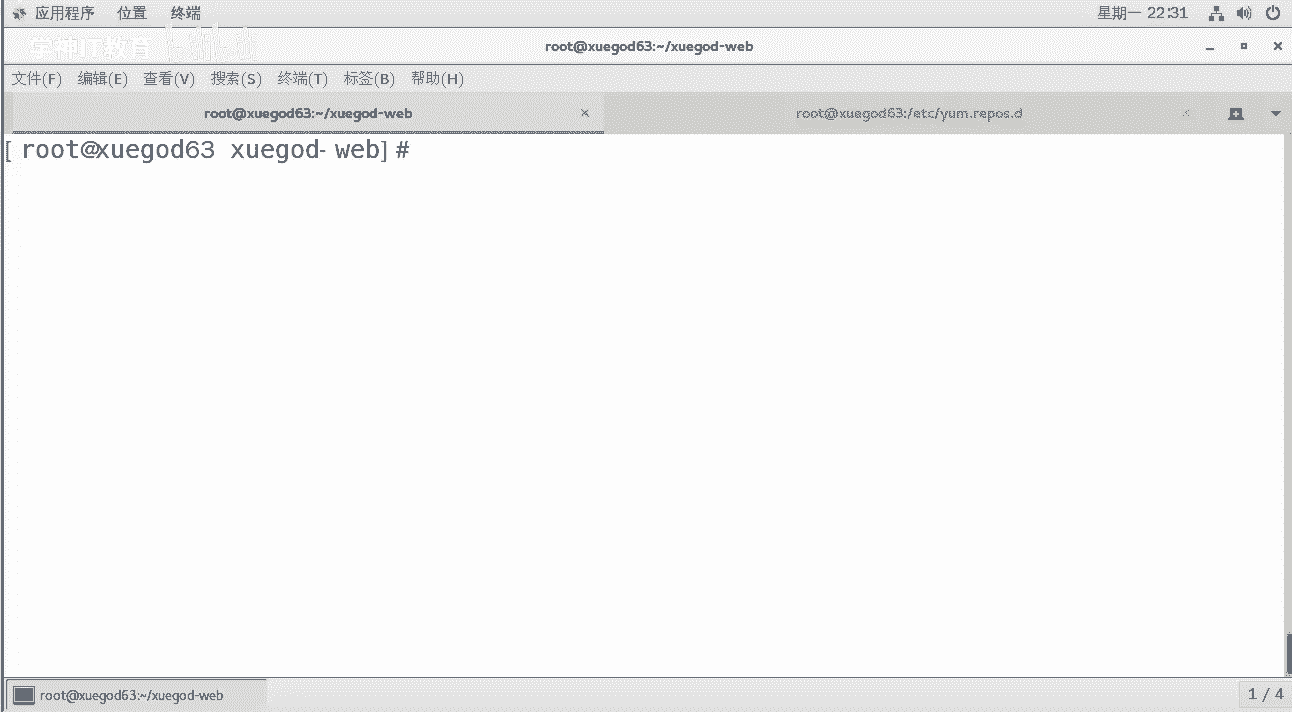 应用程序 位置 终端 星期一 22:31
学神IT教育
root@xuegod63:~/xuegod-web
文件(F) 编辑(E) 查看(V) 搜索(S) 终端(T) 标签(B) 帮助(H)
root@xuegod63:~/xuegod-web root@xuegod63:/etc/yum.repos.d
[root@xuegod63 xuegod-web]#
root@xuegod63:~/xuegod-web 1 / 4